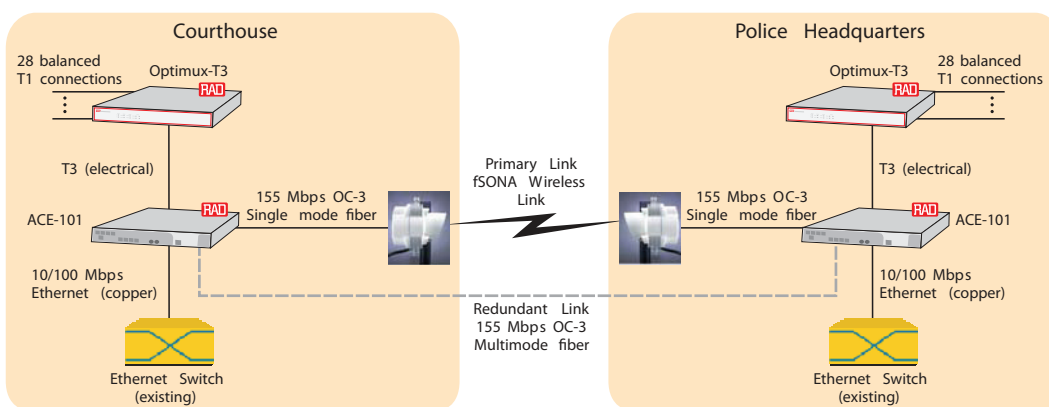 Courthouse
28 balanced
T1 connections
Optimux-T3
RAD
T3 (electrical)
ACE-101
RAD
155 Mbps OC-3
Single mode fiber
10/100 Mbps
Ethernet (copper)
Ethernet Switch
(existing)
Primary Link
fSONA Wireless
Link
Redundant Link
155 Mbps OC-3
Multimode fiber
Police Headquarters
Optimux-T3
RAD
28 balanced
T1 connections
T3 (electrical)
155 Mbps OC-3
Single mode fiber
RAD
ACE-101
10/100 Mbps
Ethernet (copper)
Ethernet Switch
(existing)